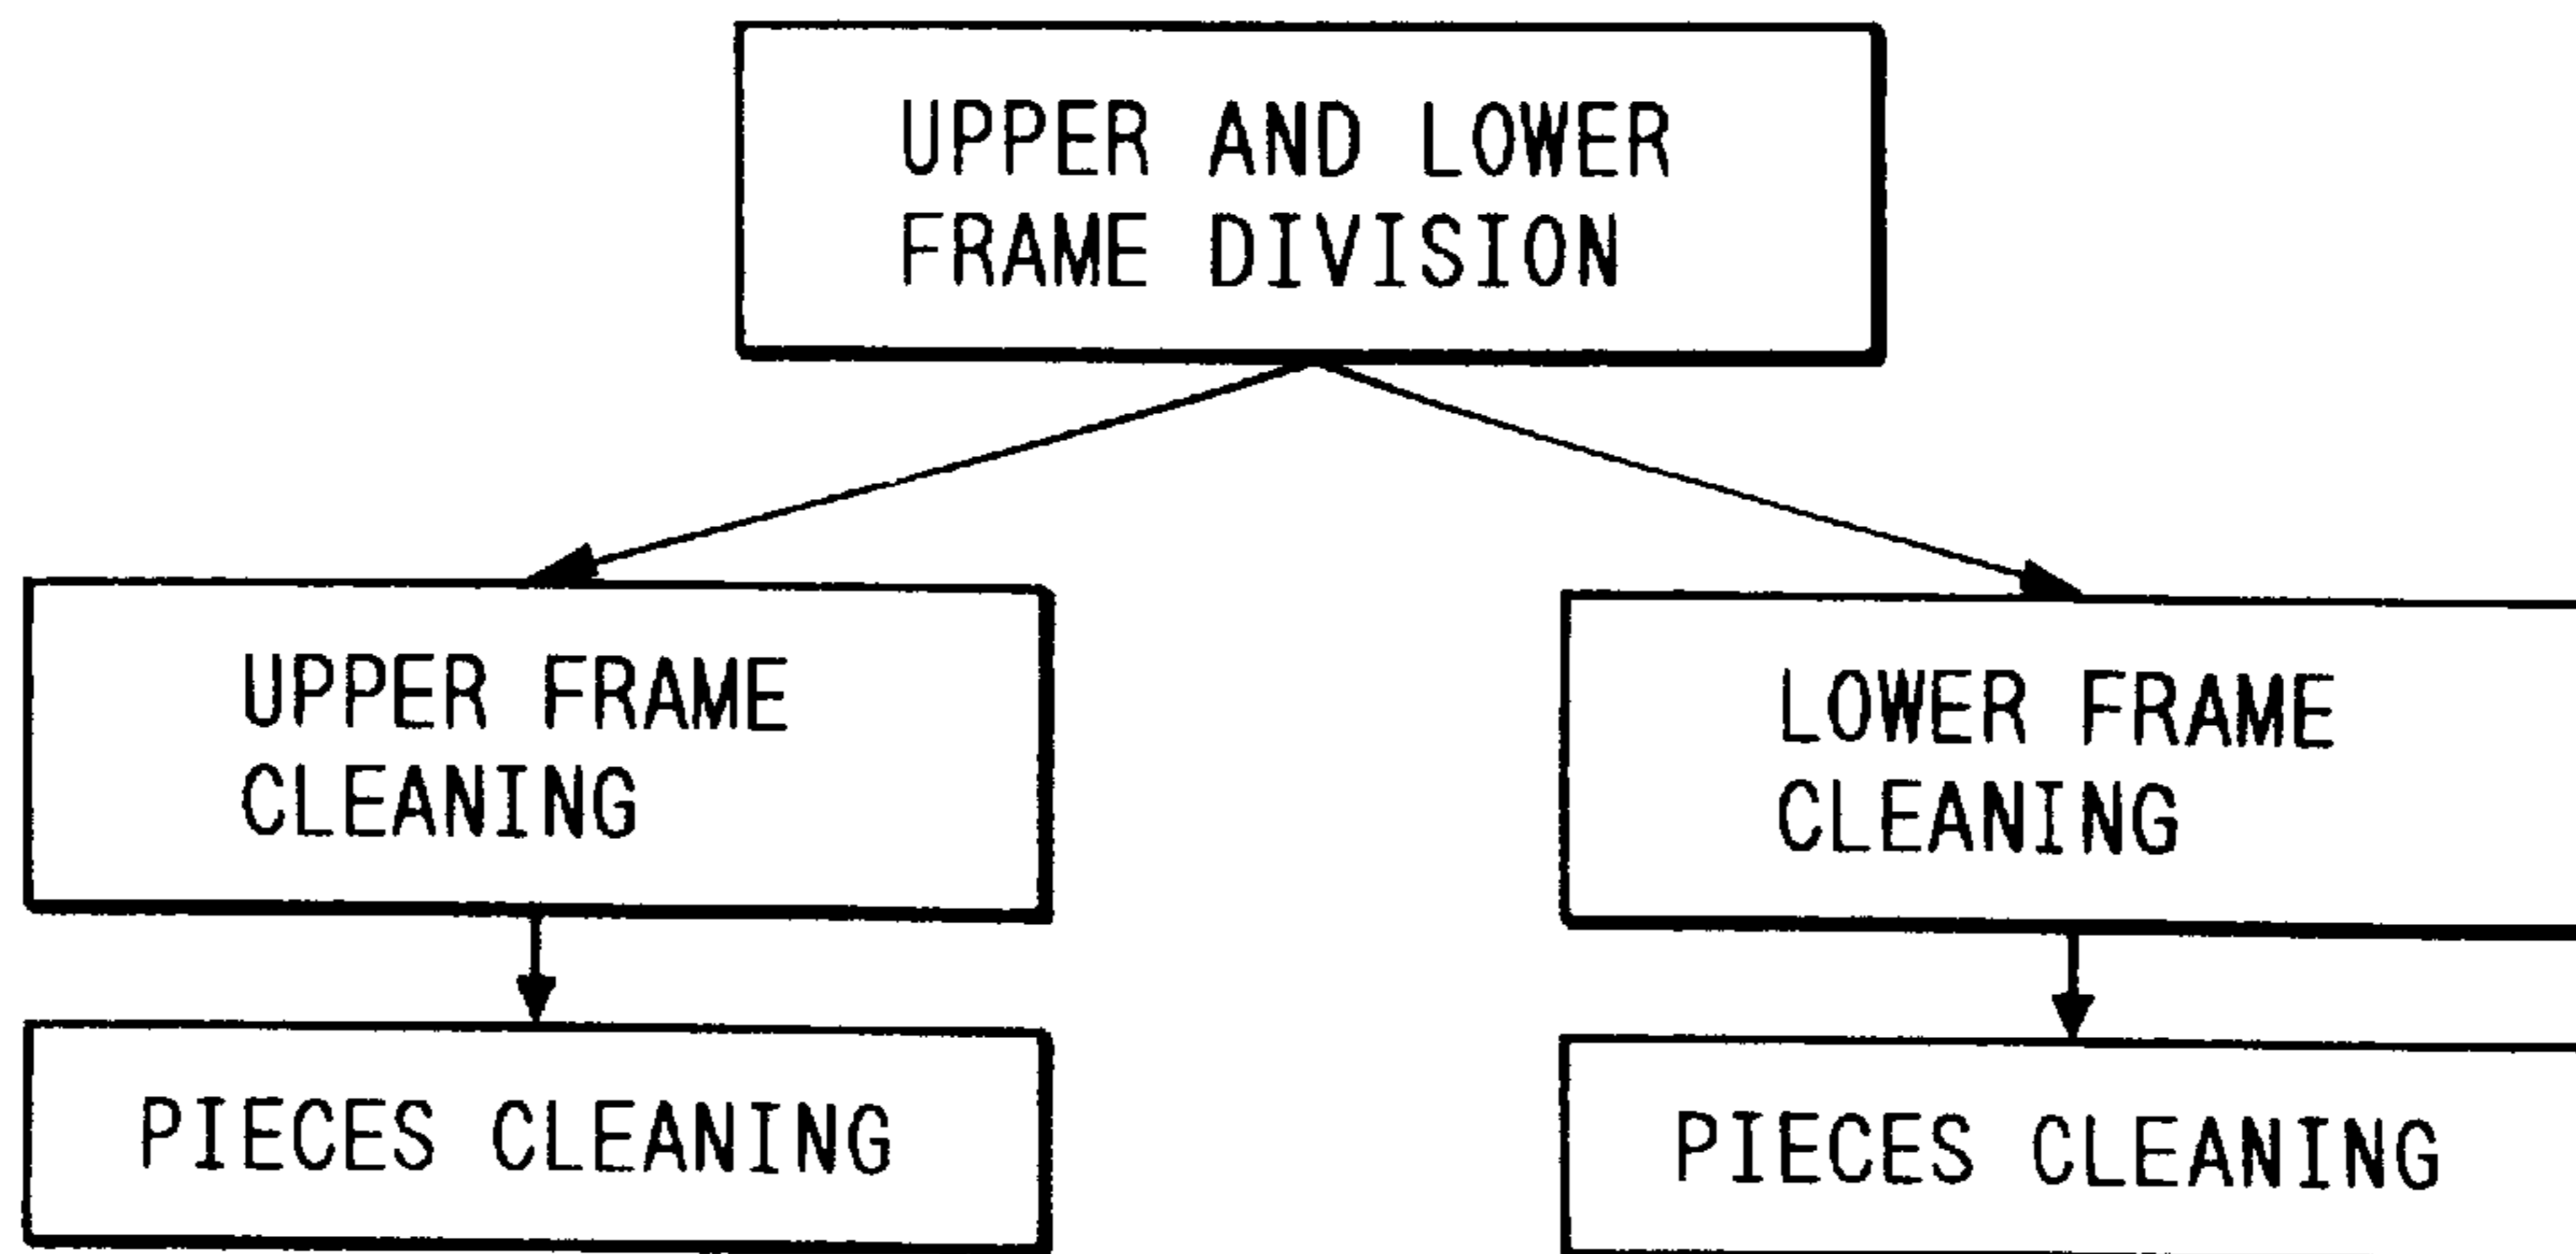 UPPER AND LOWER
FRAME DIVISION
UPPER FRAME
CLEANING
LOWER FRAME
CLEANING
PIECES CLEANING
PIECES CLEANING